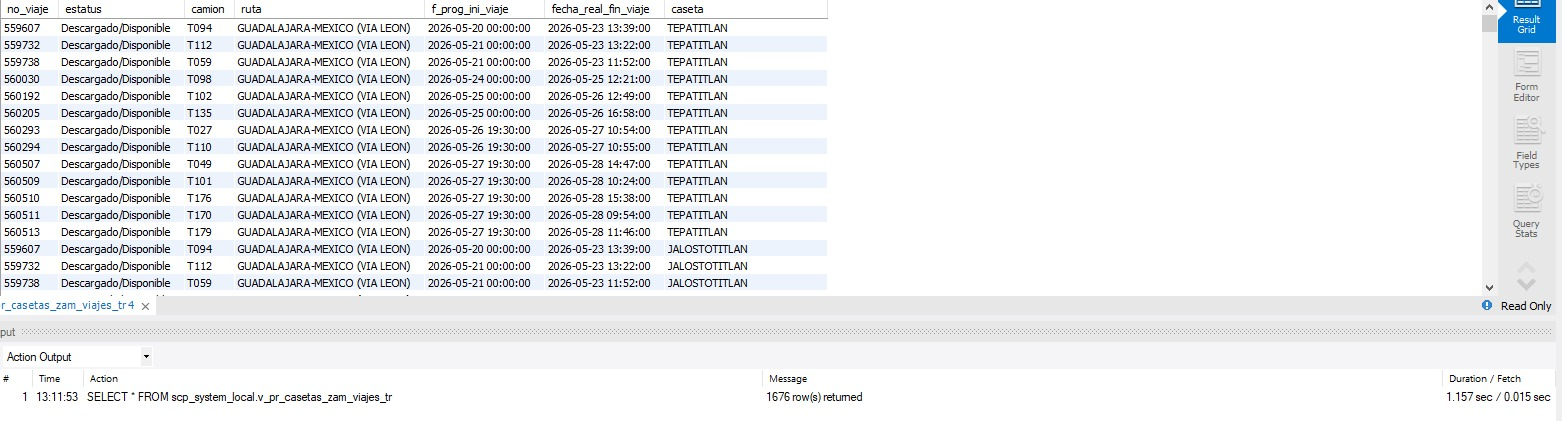 no_viaje estatus camion ruta f_prog_ini_viaje fecha_real_fin_viaje caseta
559607 Descargado/Disponible T094 GUADALAJARA-MEXICO (VIA LEON) 2026-05-20 00:00:00 2026-05-23 13:39:00 TEPATITLAN
559732 Descargado/Disponible T112 GUADALAJARA-MEXICO (VIA LEON) 2026-05-21 00:00:00 2026-05-23 13:22:00 TEPATITLAN
559738 Descargado/Disponible T059 GUADALAJARA-MEXICO (VIA LEON) 2026-05-21 00:00:00 2026-05-23 11:52:00 TEPATITLAN
560030 Descargado/Disponible T098 GUADALAJARA-MEXICO (VIA LEON) 2026-05-24 00:00:00 2026-05-25 12:21:00 TEPATITLAN
560192 Descargado/Disponible T102 GUADALAJARA-MEXICO (VIA LEON) 2026-05-25 00:00:00 2026-05-26 12:49:00 TEPATITLAN
560205 Descargado/Disponible T135 GUADALAJARA-MEXICO (VIA LEON) 2026-05-25 00:00:00 2026-05-26 16:58:00 TEPATITLAN
560293 Descargado/Disponible T027 GUADALAJARA-MEXICO (VIA LEON) 2026-05-26 19:30:00 2026-05-27 10:54:00 TEPATITLAN
560294 Descargado/Disponible T110 GUADALAJARA-MEXICO (VIA LEON) 2026-05-26 19:30:00 2026-05-27 10:55:00 TEPATITLAN
560507 Descargado/Disponible T049 GUADALAJARA-MEXICO (VIA LEON) 2026-05-27 19:30:00 2026-05-28 14:47:00 TEPATITLAN
560509 Descargado/Disponible T101 GUADALAJARA-MEXICO (VIA LEON) 2026-05-27 19:30:00 2026-05-28 10:24:00 TEPATITLAN
560510 Descargado/Disponible T176 GUADALAJARA-MEXICO (VIA LEON) 2026-05-27 19:30:00 2026-05-28 15:38:00 TEPATITLAN
560511 Descargado/Disponible T170 GUADALAJARA-MEXICO (VIA LEON) 2026-05-27 19:30:00 2026-05-28 09:54:00 TEPATITLAN
560513 Descargado/Disponible T179 GUADALAJARA-MEXICO (VIA LEON) 2026-05-27 19:30:00 2026-05-28 11:46:00 TEPATITLAN
559607 Descargado/Disponible T094 GUADALAJARA-MEXICO (VIA LEON) 2026-05-20 00:00:00 2026-05-23 13:39:00 JALOSTOTITLAN
559732 Descargado/Disponible T112 GUADALAJARA-MEXICO (VIA LEON) 2026-05-21 00:00:00 2026-05-23 13:22:00 JALOSTOTITLAN
559738 Descargado/Disponible T059 GUADALAJARA-MEXICO (VIA LEON) 2026-05-21 00:00:00 2026-05-23 11:52:00 JALOSTOTITLAN
Result
Grid
Form
Editor
Field
Types
Query
Stats
r_casetas_zam_viajes_tr4
Read Only
put
Action Output
# Time Action Message Duration / Fetch
1 13:11:53 SELECT * FROM scp_system_local.v_pr_casetas_zam_viajes_tr 1676 row(s) returned 1.157 sec / 0.015 sec